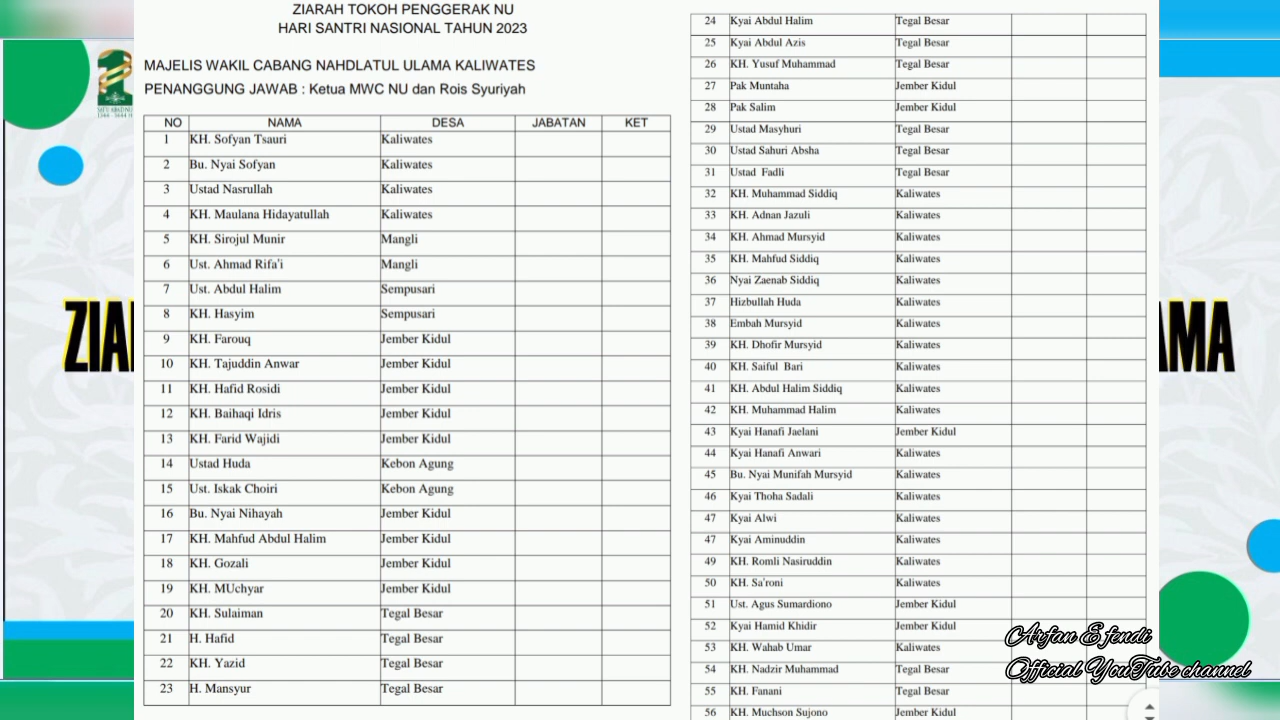 ZIARAH TOKOH PENGGERAK NU
HARI SANTRI NASIONAL TAHUN 2023
MAJELIS WAKIL CABANG NAHDLATUL ULAMA KALIWATES
PENANGGUNG JAWAB : Ketua MWC NU dan Rois Syuriyah
NO NAMA DESA JABATAN KET
1 KH. Sofyan Tsauri Kaliwates
2 Bu. Nyai Sofyan Kaliwates
3 Ustad Nasrullah Kaliwates
4 KH. Maulana Hidayatullah Kaliwates
5 KH. Sirojul Munir Mangli
6 Ust. Ahmad Rifa'i Mangli
7 Ust. Abdul Halim Sempusari
8 KH. Hasyim Sempusari
9 KH. Farouq Jember Kidul
10 KH. Tajuddin Anwar Jember Kidul
11 KH. Hafid Rosidi Jember Kidul
12 KH. Baihaqi Idris Jember Kidul
13 KH. Farid Wajidi Jember Kidul
14 Ustad Huda Kebon Agung
15 Ust. Iskak Choiri Kebon Agung
16 Bu. Nyai Nihayah Jember Kidul
17 KH. Mahfud Abdul Halim Jember Kidul
18 KH. Gozali Jember Kidul
19 KH. MUchyar Jember Kidul
20 KH. Sulaiman Tegal Besar
21 H. Hafid Tegal Besar
22 KH. Yazid Tegal Besar
23 H. Mansyur Tegal Besar
24 Kyai Abdul Halim Tegal Besar
25 Kyai Abdul Azis Tegal Besar
26 KH. Yusuf Muhammad Tegal Besar
27 Pak Muntaha Jember Kidul
28 Pak Salim Jember Kidul
29 Ustad Masyhuri Tegal Besar
30 Ustad Sahuri Absha Tegal Besar
31 Ustad Fadli Tegal Besar
32 KH. Muhammad Siddiq Kaliwates
33 KH. Adnan Jazuli Kaliwates
34 KH. Ahmad Mursyid Kaliwates
35 KH. Mahfud Siddiq Kaliwates
36 Nyai Zaenab Siddiq Kaliwates
37 Hizbullah Huda Kaliwates
38 Embah Mursyid Kaliwates
39 KH. Dhofir Mursyid Kaliwates
40 KH. Saiful Bari Kaliwates
41 KH. Abdul Halim Siddiq Kaliwates
42 KH. Muhammad Halim Kaliwates
43 Kyai Hanafi Jaelani Jember Kidul
44 Kyai Hanafi Anwari Kaliwates
45 Bu. Nyai Munifah Mursyid Kaliwates
46 Kyai Thoha Sadali Kaliwates
47 Kyai Alwi Kaliwates
47 Kyai Aminuddin Kaliwates
49 KH. Romli Nasiruddin Kaliwates
50 KH. Sa'roni Kaliwates
51 Ust. Agus Sumardiono Jember Kidul
52 Kyai Hamid Khidir Jember Kidul
53 KH. Wahab Umar Kaliwates
54 KH. Nadzir Muhammad Tegal Besar
55 KH. Fanani Tegal Besar
56 KH. Muchson Sujono Jember Kidul
ZIA
AMA
Arfan Efendi
Official YouTube channel